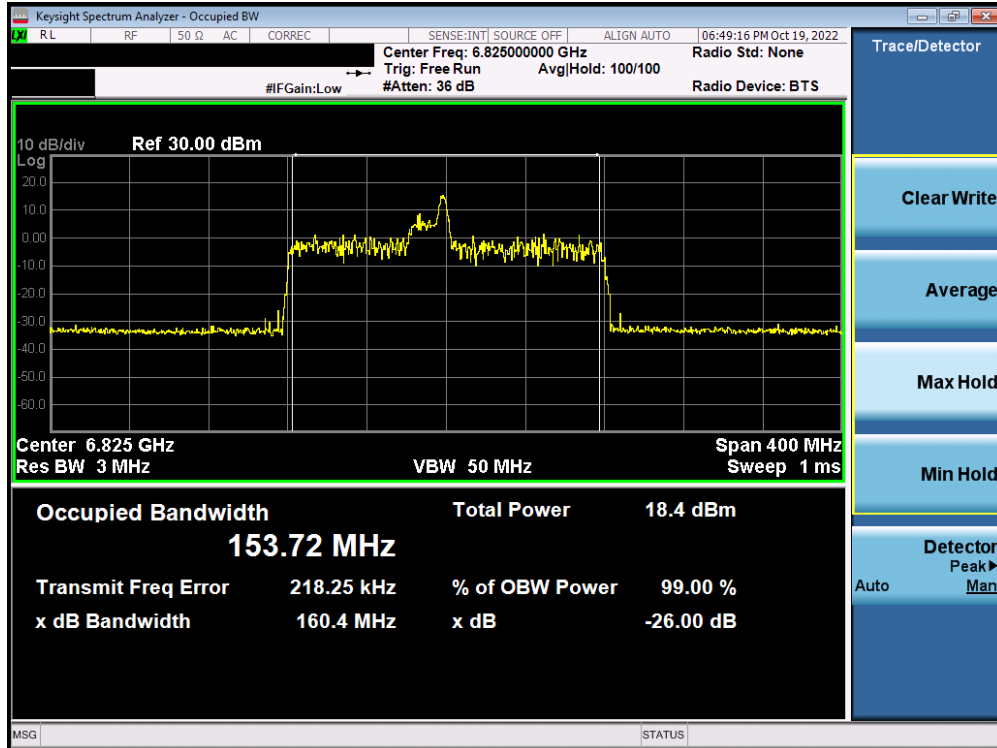 Keysight Spectrum Analyzer - Occupied BW
LXI RL RF 50 Ω AC CORREC SENSE:INT SOURCE OFF ALIGN AUTO 06:49:16 PM Oct 19, 2022
Center Freq: 6.825000000 GHz Radio Std: None
Trig: Free Run Avg|Hold: 100/100
#IFGain:Low #Atten: 36 dB Radio Device: BTS
Trace/Detector
10 dB/div Ref 30.00 dBm
Log
20.0
10.0
0.00
-10.0
-20.0
-30.0
-40.0
-50.0
-60.0
Center 6.825 GHz Span 400 MHz
Res BW 3 MHz VBW 50 MHz Sweep 1 ms
Occupied Bandwidth Total Power 18.4 dBm
153.72 MHz
Transmit Freq Error 218.25 kHz % of OBW Power 99.00 %
x dB Bandwidth 160.4 MHz x dB -26.00 dB
Clear Write
Average
Max Hold
Min Hold
Detector
Peak▶
Auto Man
MSG STATUS